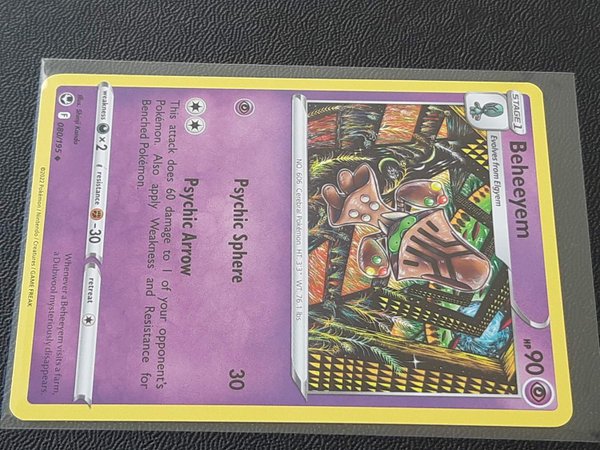 STAGE 1
Beheeyem
HP 90
Evolves from Elgyem
NO. 606 Cerebral Pokémon HT: 3'3" WT: 76.1 lbs.
Psychic Sphere 30
Psychic Arrow
This attack does 60 damage to 1 of your opponent's
Pokémon. Also apply Weakness and Resistance for
Benched Pokémon.
weakness ×2 resistance -30 retreat
Illus. Shinji Kanda
F 080/195
Whenever a Beheeyem visits a farm,
a Dubwool mysteriously disappears.
©2022 Pokémon / Nintendo / Creatures / GAME FREAK